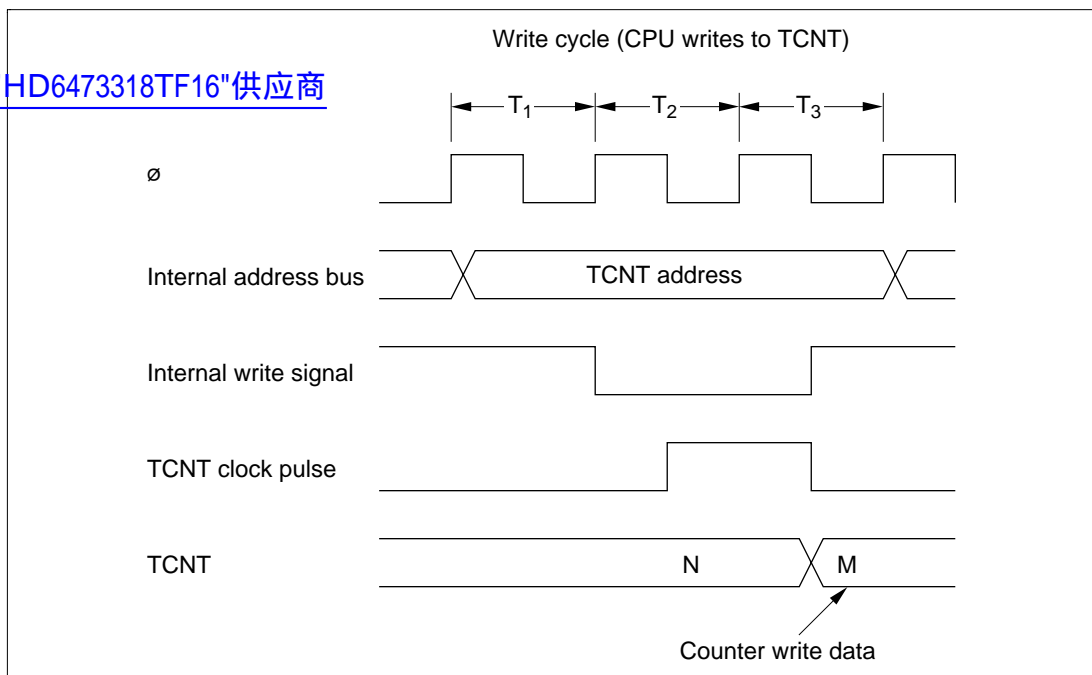 Write cycle (CPU writes to TCNT)
HD6473318TF16"供应商
T1 T2 T3
ø
Internal address bus TCNT address
Internal write signal
TCNT clock pulse
TCNT N M
Counter write data